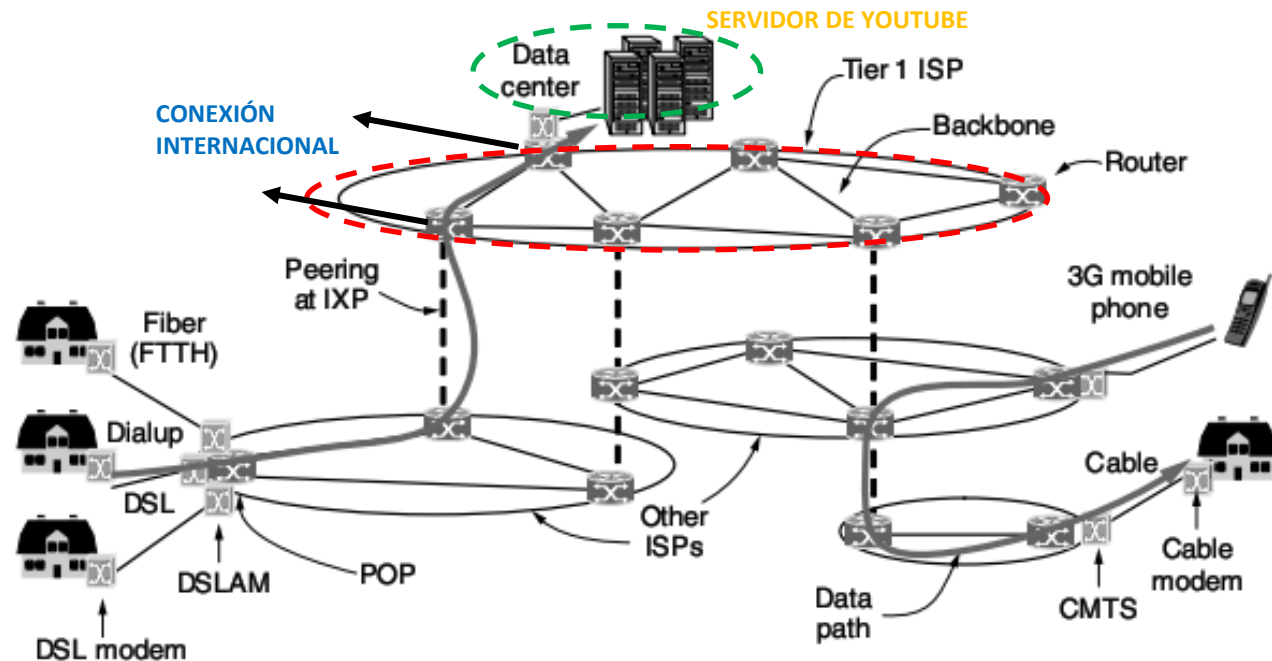 SERVIDOR DE YOUTUBE
Data
center
Tier 1 ISP
CONEXIÓN
INTERNACIONAL
Backbone
Router
Peering
at IXP
3G mobile
phone
Fiber
(FTTH)
Dialup
DSL
Cable
Other
ISPs
POP
DSLAM
DSL modem
Data
path
CMTS
Cable
modem